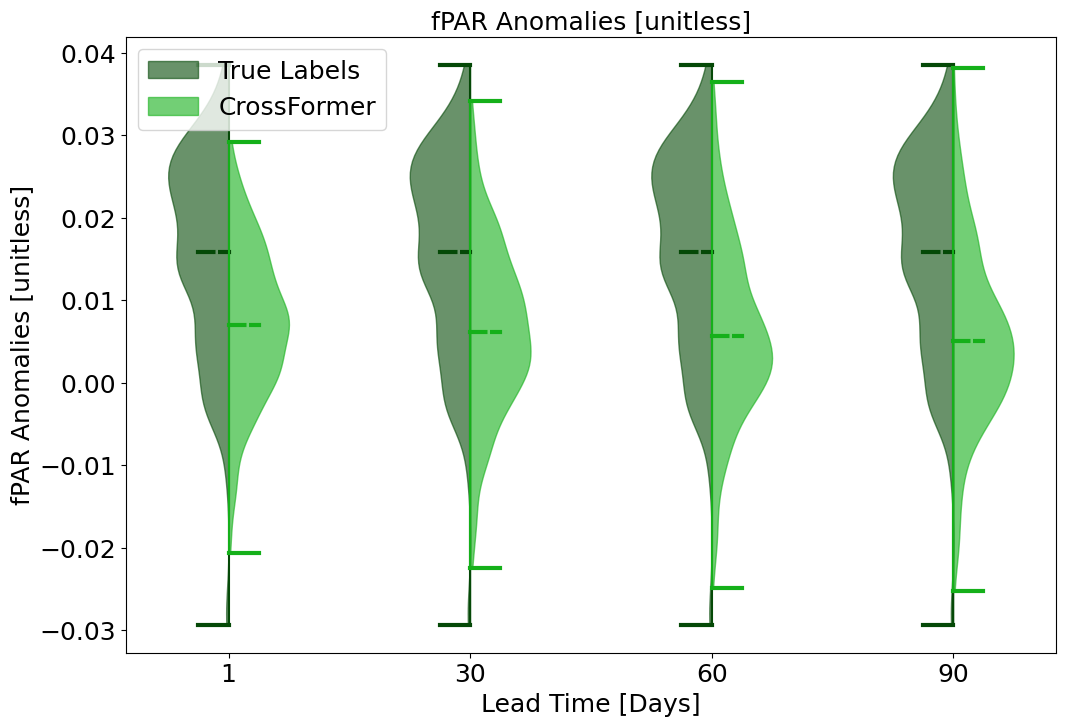 fPAR Anomalies [unitless]
True Labels
CrossFormer
fPAR Anomalies [unitless]
0.04
0.03
0.02
0.01
0.00
−0.01
−0.02
−0.03
1 30 60 90
Lead Time [Days]